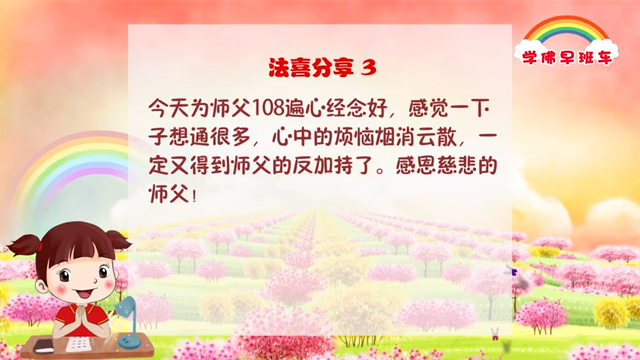 学佛早班车
法喜分享 3
今天为师父108遍心经念好，感觉一下
子想通很多，心中的烦恼烟消云散，一
定又得到师父的反加持了。感恩慈悲的
师父！